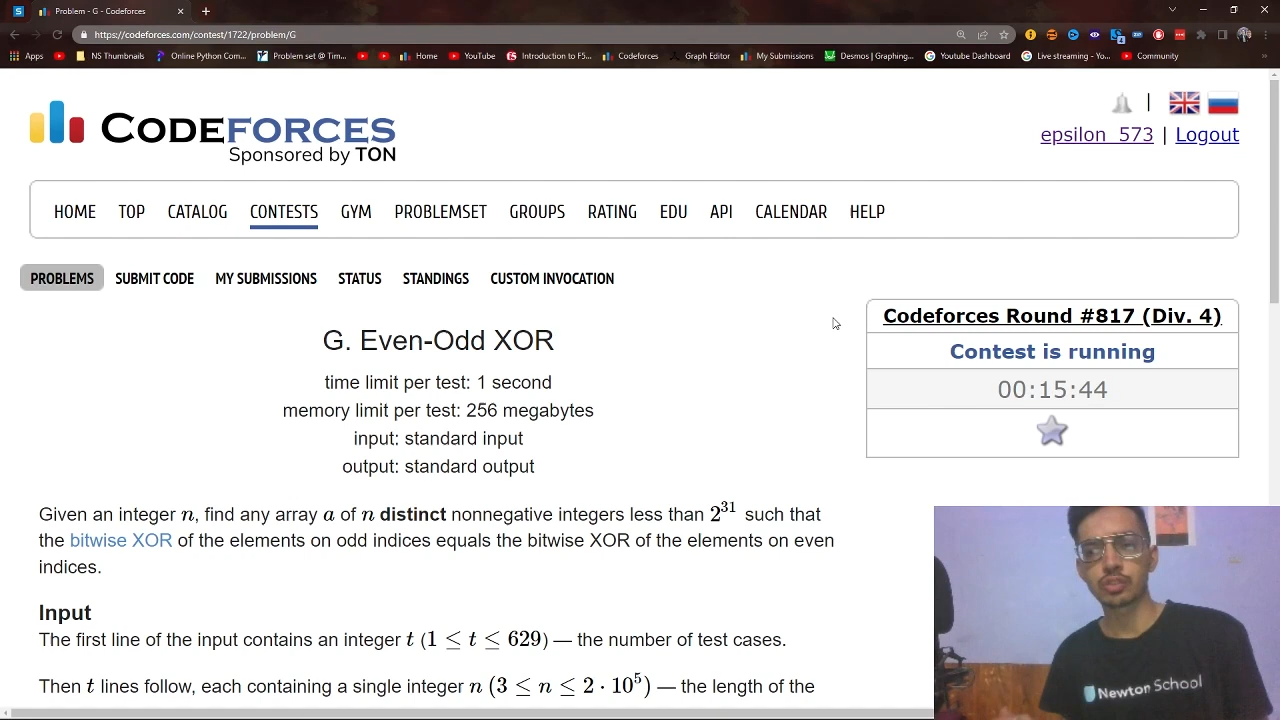 Problem - G - Codeforces
https://codeforces.com/contest/1722/problem/G
Apps NS Thumbnails Online Python Com... Problem set @ Tim... Home YouTube Introduction to F5... Codeforces Graph Editor My Submissions Desmos | Graphing... Youtube Dashboard Live streaming - Yo... Community
CODEFORCES
Sponsored by TON
epsilon_573 | Logout
HOME TOP CATALOG CONTESTS GYM PROBLEMSET GROUPS RATING EDU API CALENDAR HELP
PROBLEMS SUBMIT CODE MY SUBMISSIONS STATUS STANDINGS CUSTOM INVOCATION
G. Even-Odd XOR
time limit per test: 1 second
memory limit per test: 256 megabytes
input: standard input
output: standard output
Given an integer n, find any array a of n distinct nonnegative integers less than 2^31 such that
the bitwise XOR of the elements on odd indices equals the bitwise XOR of the elements on even
indices.
Input
The first line of the input contains an integer t (1 ≤ t ≤ 629) — the number of test cases.
Then t lines follow, each containing a single integer n (3 ≤ n ≤ 2 · 10^5) — the length of the
Codeforces Round #817 (Div. 4)
Contest is running
00:15:44
Newton School